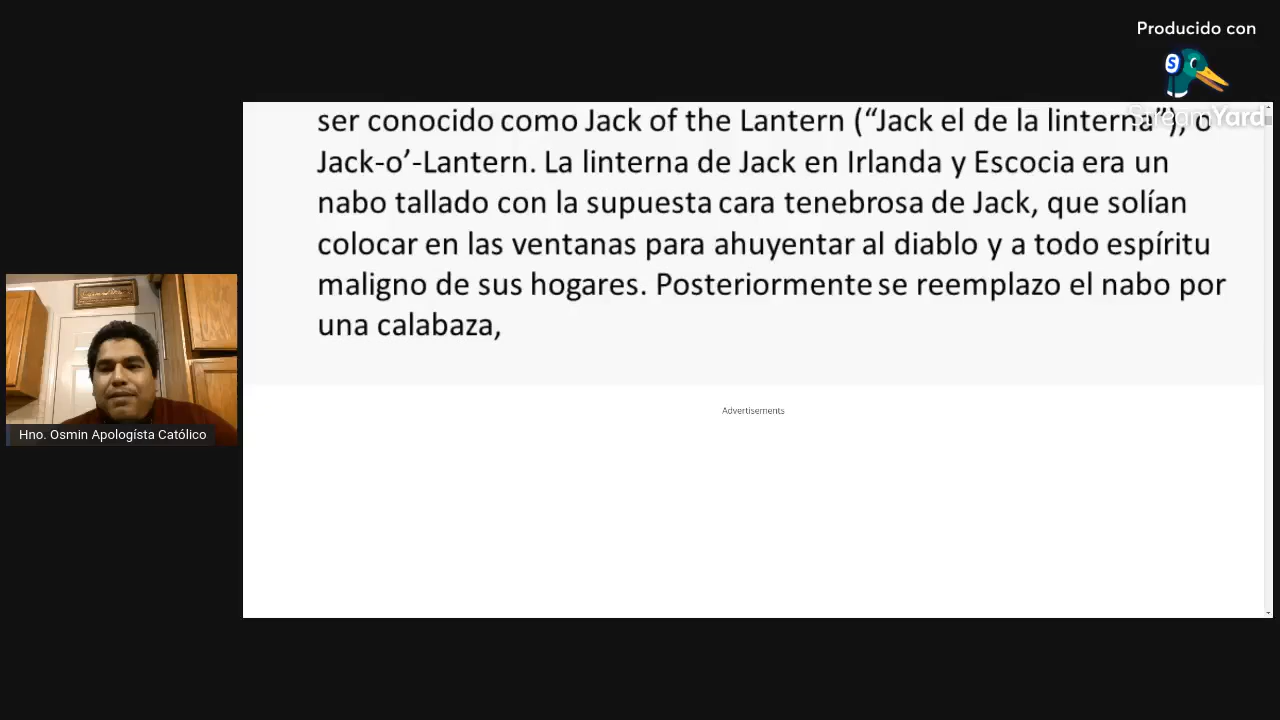 Producido con
StreamYard
ser conocido como Jack of the Lantern (“Jack el de la linterna”), o
Jack-o’-Lantern. La linterna de Jack en Irlanda y Escocia era un
nabo tallado con la supuesta cara tenebrosa de Jack, que solían
colocar en las ventanas para ahuyentar al diablo y a todo espíritu
maligno de sus hogares. Posteriormente se reemplazo el nabo por
una calabaza,
Advertisements
Hno. Osmin Apologísta Católico